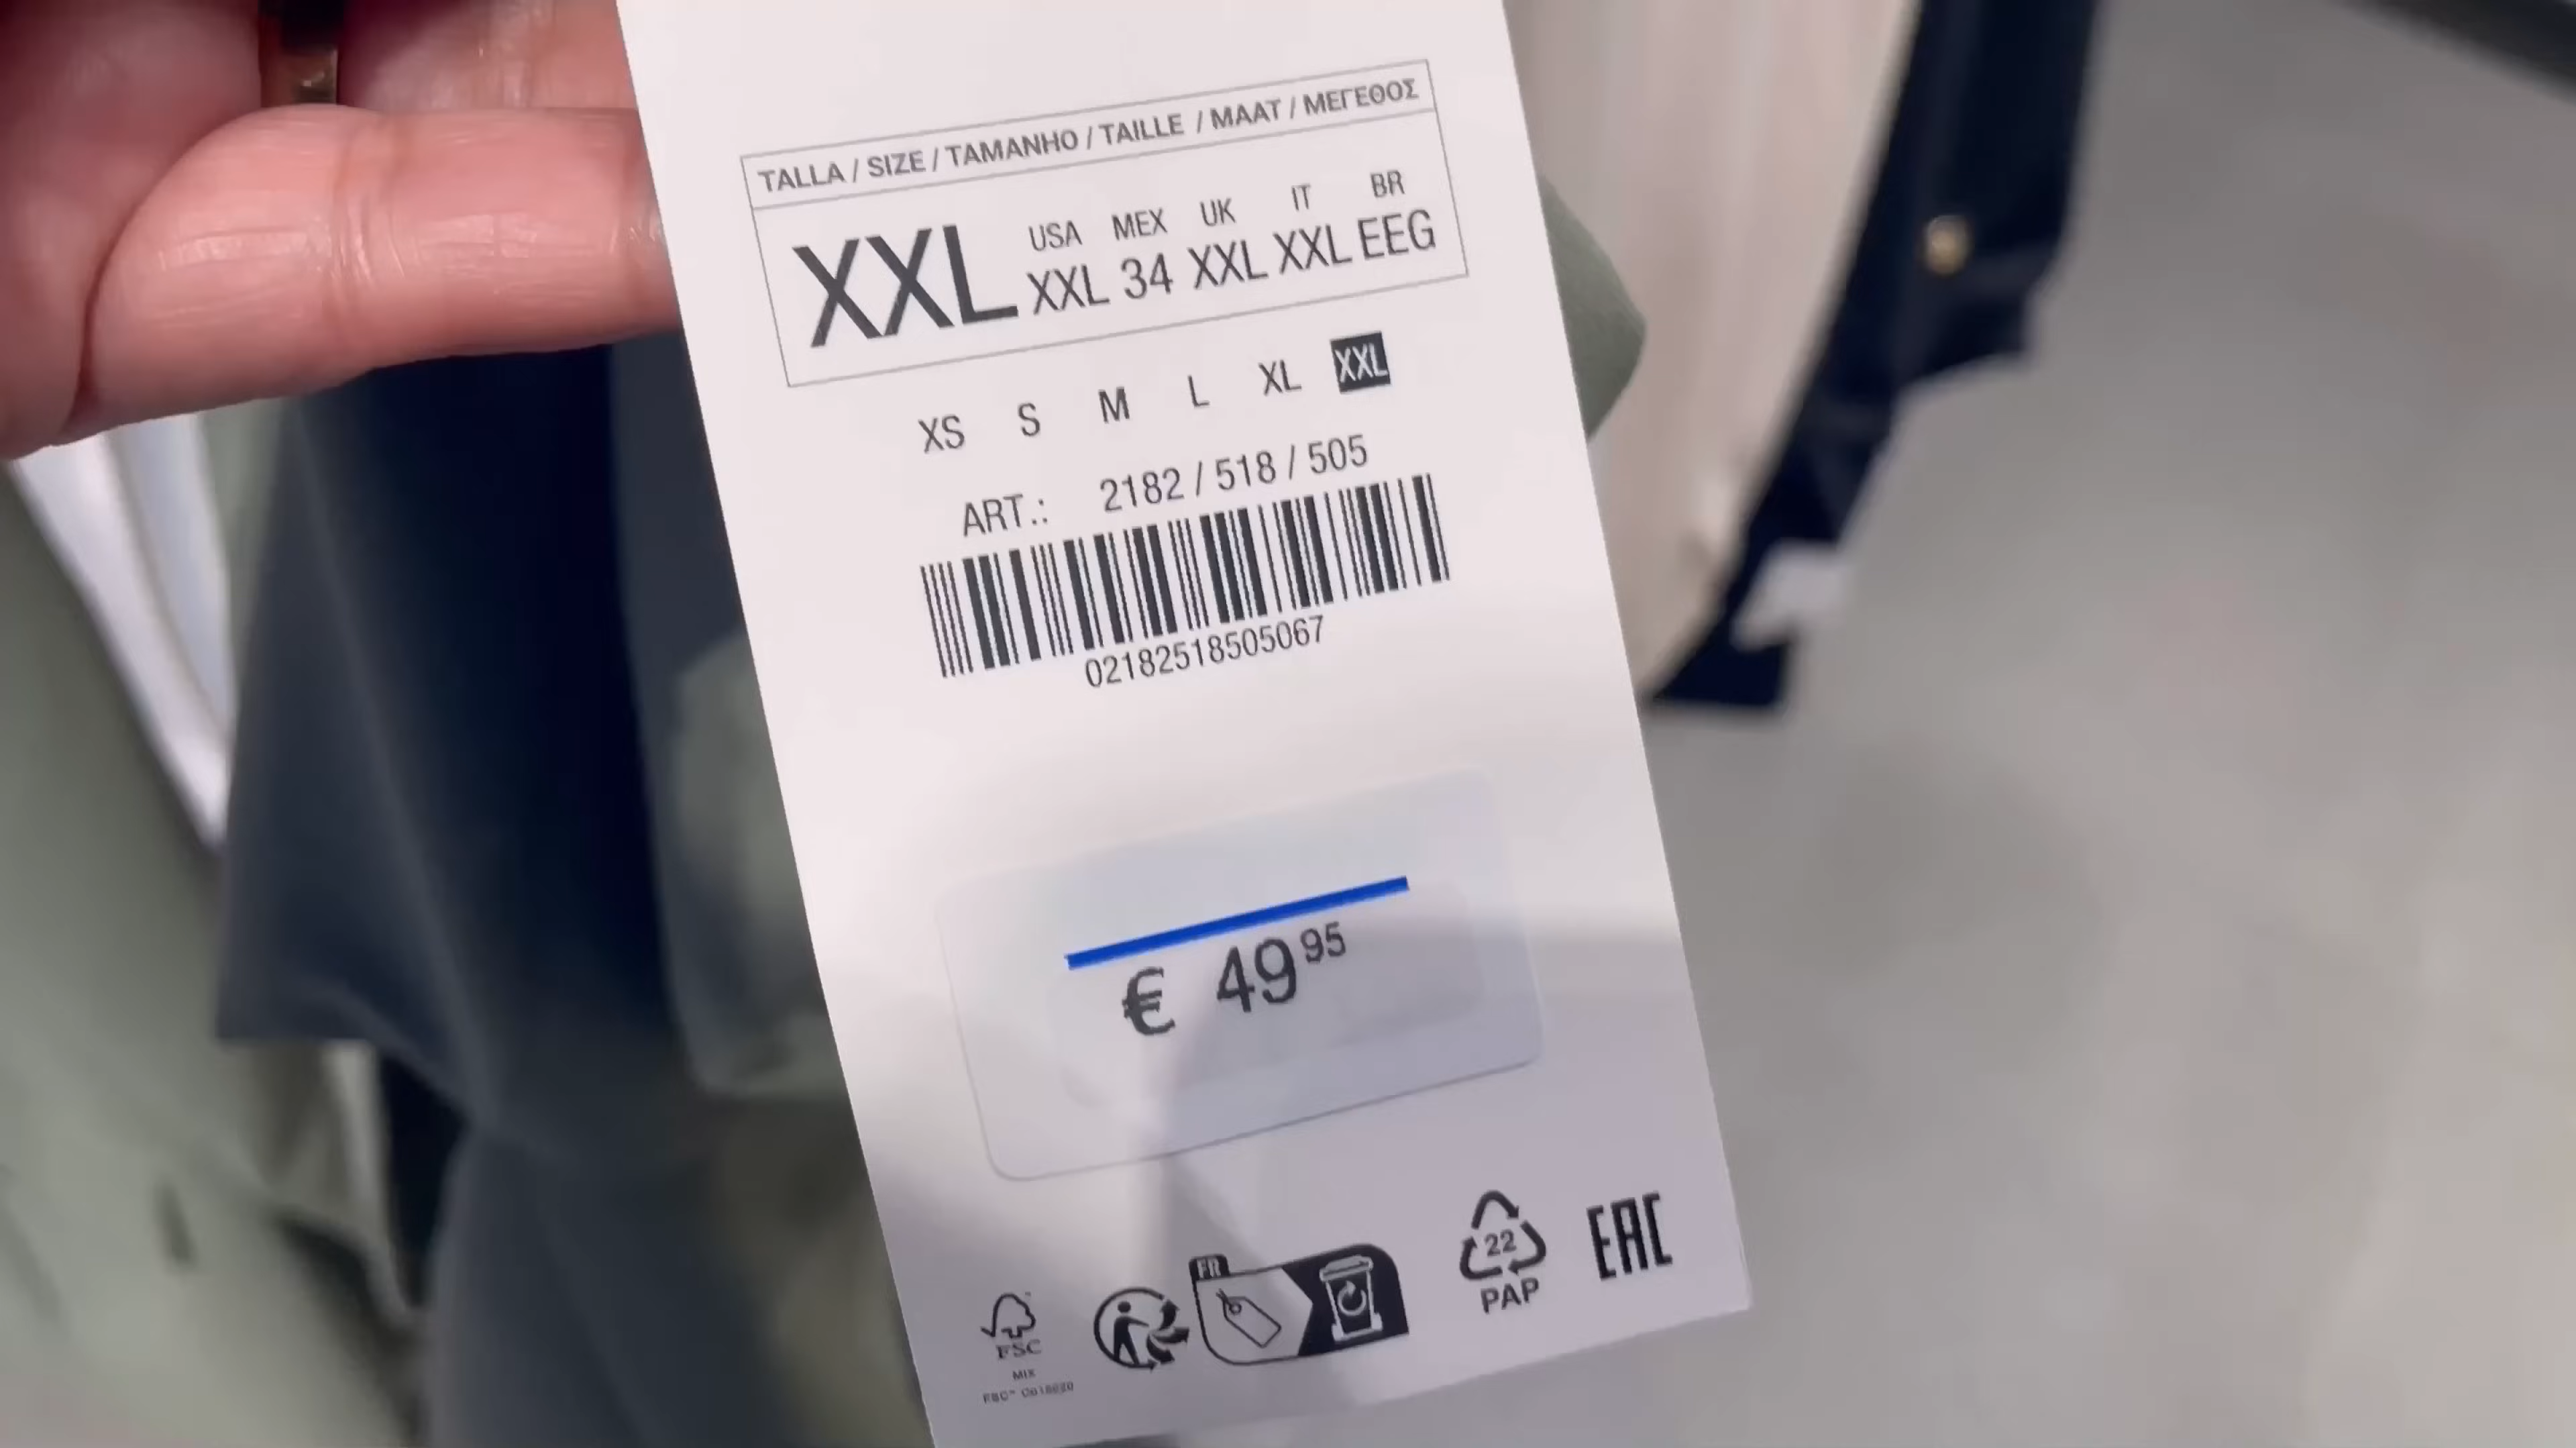 TALLA / SIZE / TAMANHO / TAILLE / MAAT / ΜΕΓΕΘΟΣ
USA MEX UK IT BR
XXL XXL 34 XXL XXL EEG
XS S M L XL XXL
ART.: 2182 / 518 / 505
02182518505067
€ 49 95
FR
22
PAP
EAC
FSC
MIX